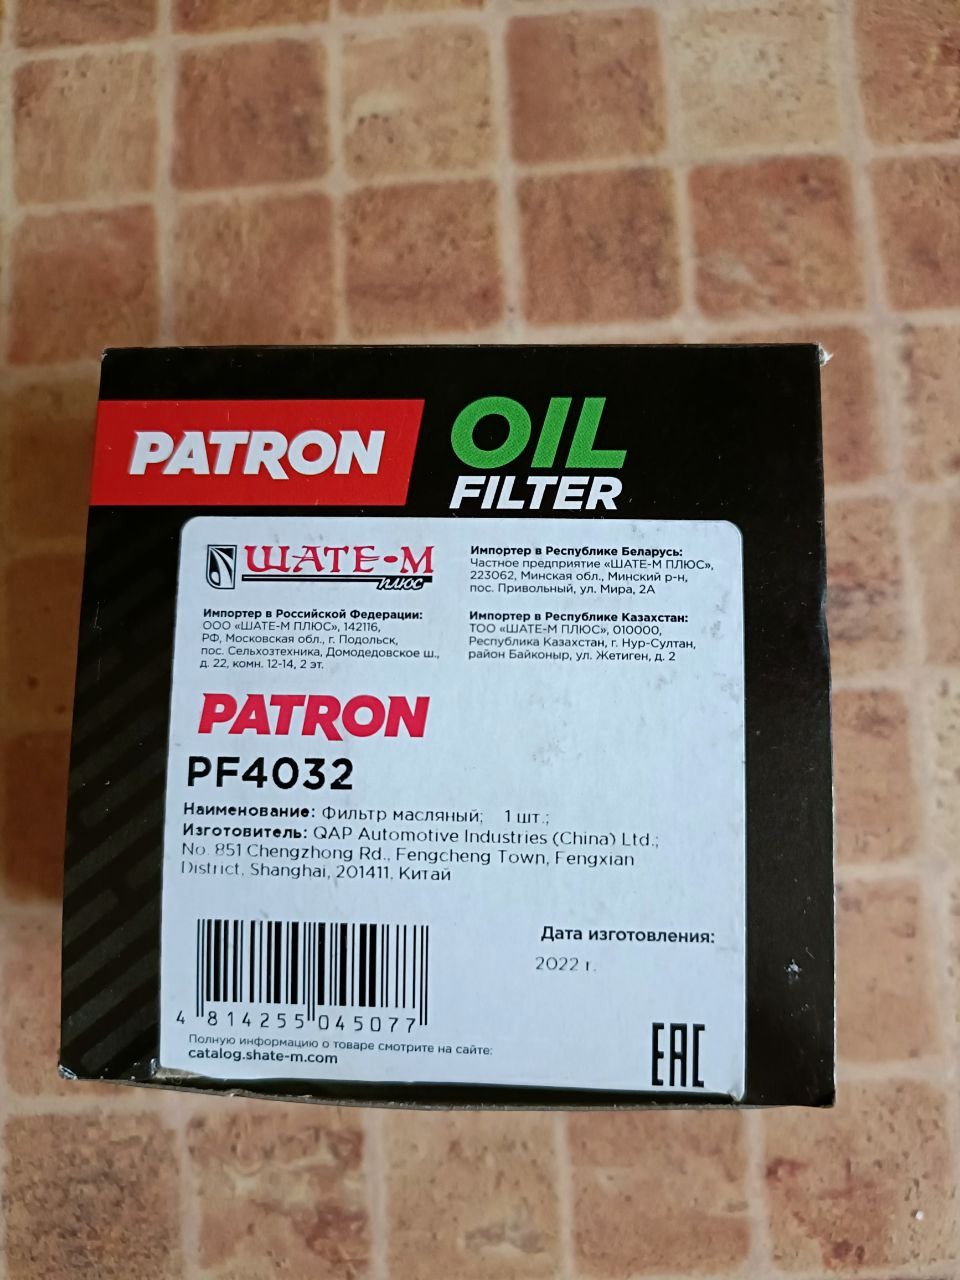 PATRON
OIL
FILTER
ШАТЕ-М
плюс
Импортер в Российской Федерации:
ООО «ШАТЕ-М ПЛЮС», 142116,
РФ, Московская обл., г. Подольск,
пос. Сельхозтехника, Домодедовское ш.,
д. 22, комн. 12-14, 2 эт.
Импортер в Республике Беларусь:
Частное предприятие «ШАТЕ-М ПЛЮС»,
223062, Минская обл., Минский р-н,
пос. Привольный, ул. Мира, 2А
Импортер в Республике Казахстан:
ТОО «ШАТЕ-М ПЛЮС», 010000,
Республика Казахстан, г. Нур-Султан,
район Байконыр, ул. Жетиген, д. 2
PATRON
PF4032
Наименование: Фильтр масляный; 1 шт.;
Изготовитель: QAP Automotive Industries (China) Ltd.;
No. 851 Chengzhong Rd., Fengcheng Town, Fengxian
District, Shanghai, 201411, Китай
4 814255 045077
Полную информацию о товаре смотрите на сайте:
catalog.shate-m.com
Дата изготовления:
2022 г.
EAC